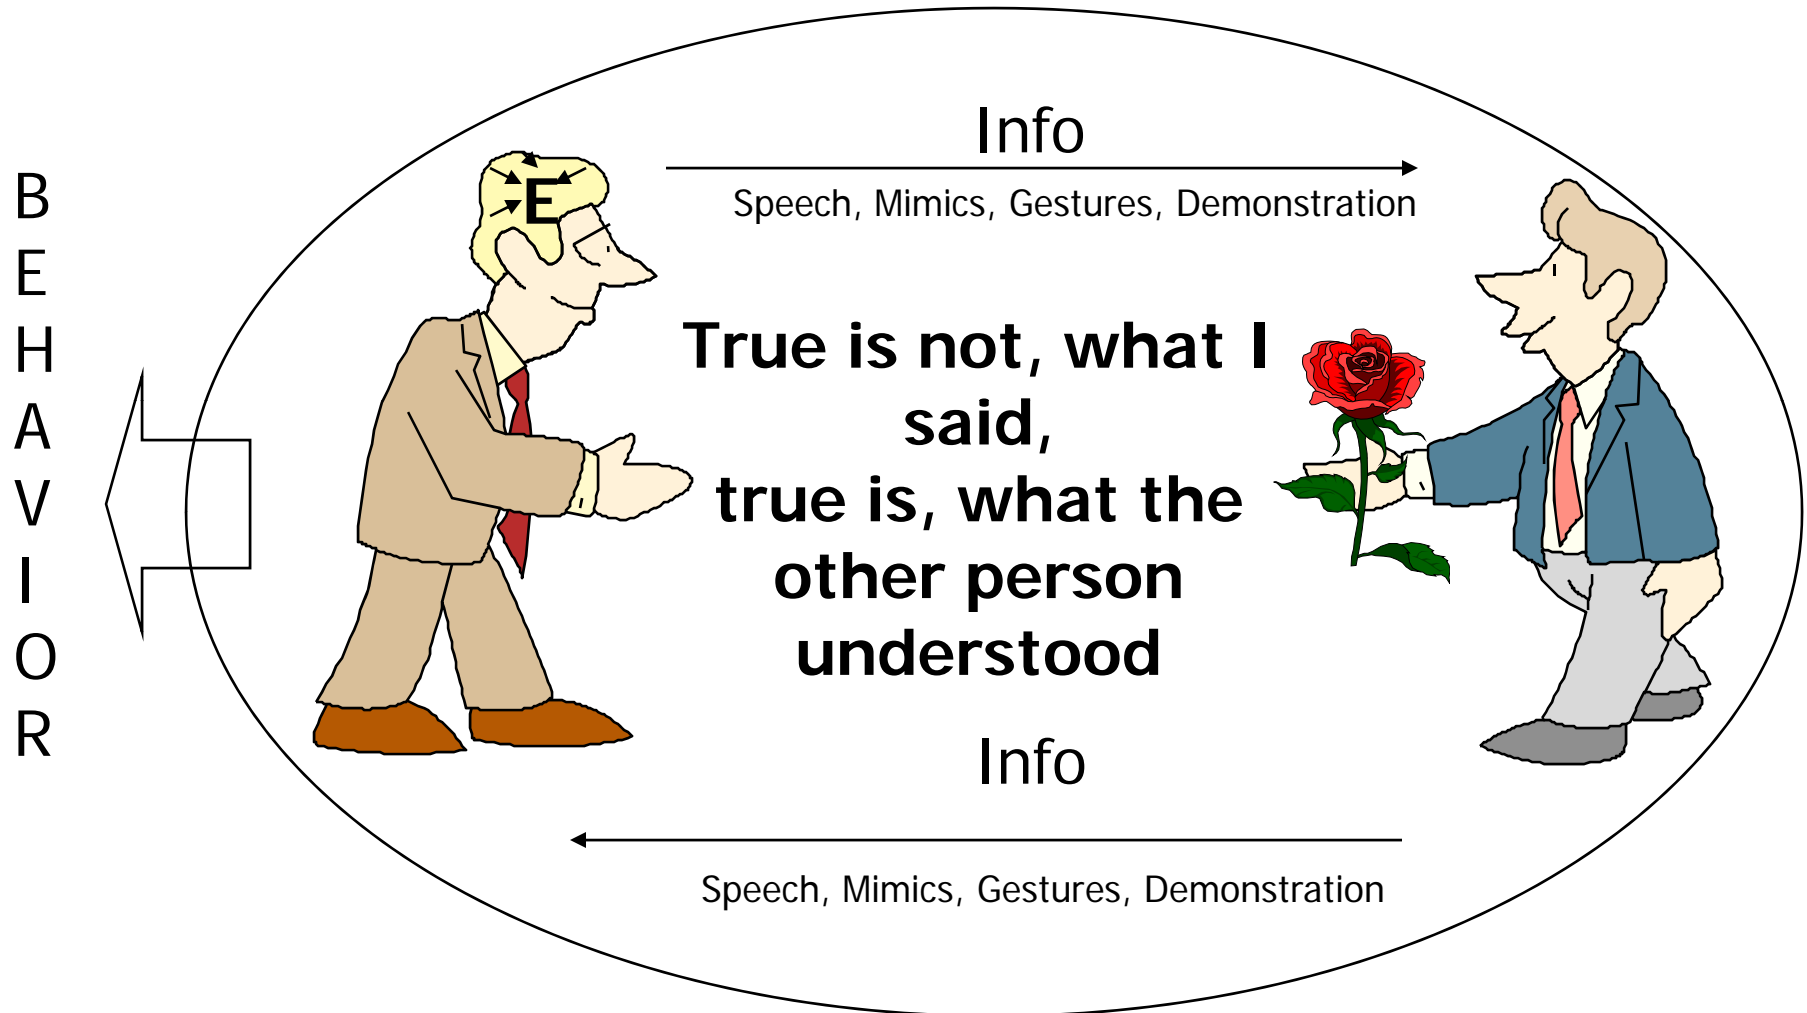 B
E
H
A
V
I
O
R
Info
Speech, Mimics, Gestures, Demonstration
E
True is not, what I
said,
true is, what the
other person
understood
Info
Speech, Mimics, Gestures, Demonstration